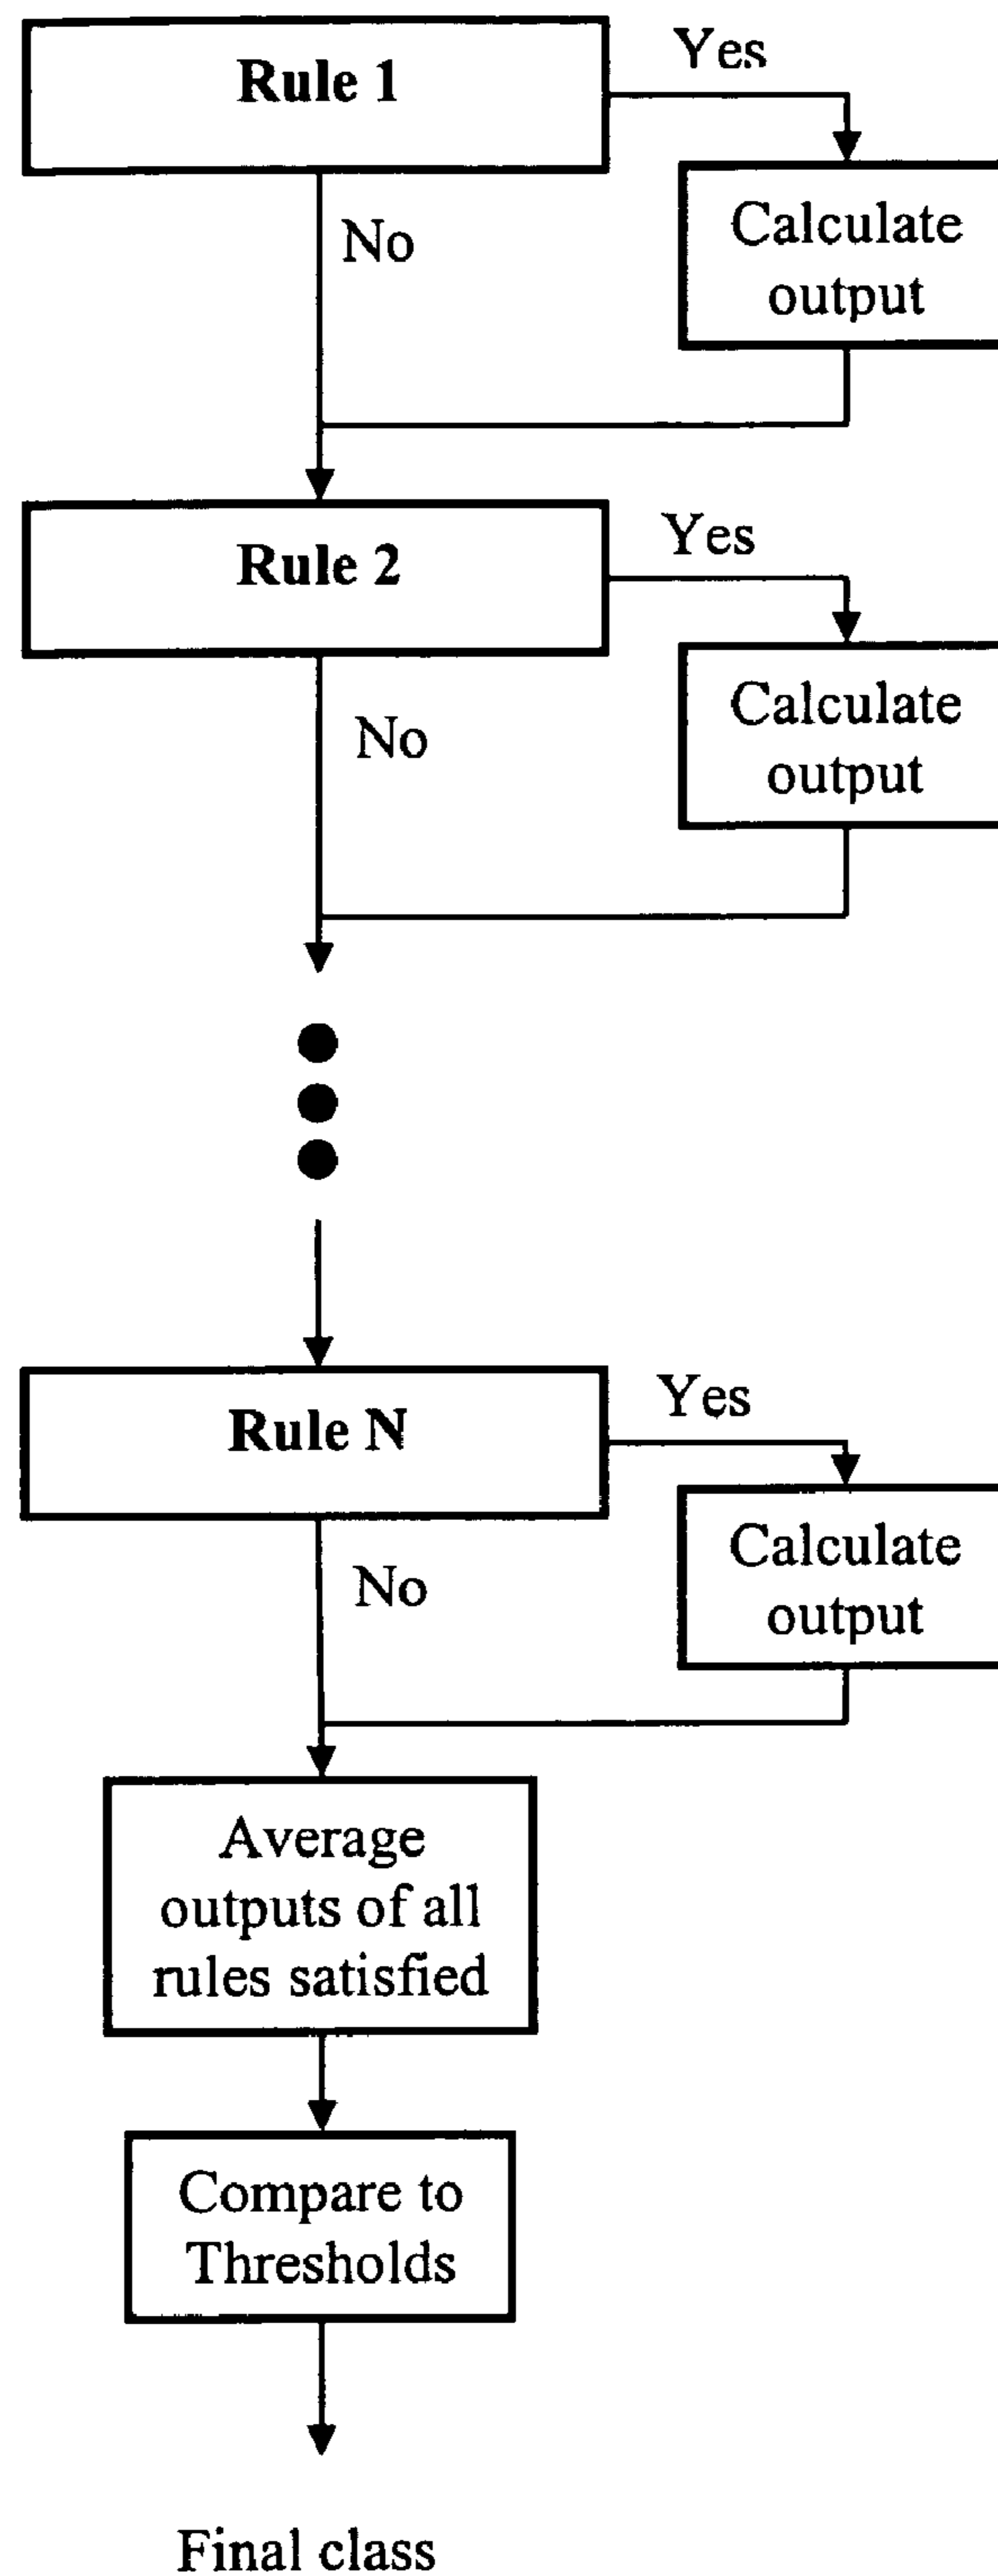 Rule 1
Yes
No
Calculate
output
Rule 2
Yes
No
Calculate
output
Rule N
Yes
No
Calculate
output
Average
outputs of all
rules satisfied
Compare to
Thresholds
Final class